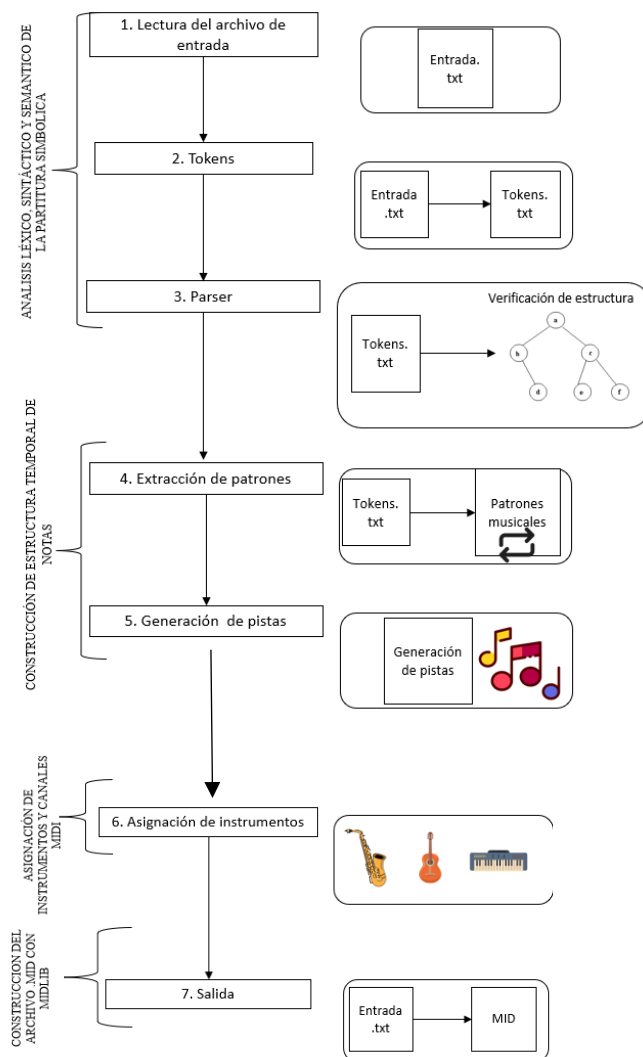 ANALISIS LÉXICO, SINTÁCTICO Y SEMANTICO DE
LA PARTITURA SIMBOLICA
1. Lectura del archivo de
entrada
Entrada.
txt
2. Tokens
Entrada
.txt
Tokens.
txt
3. Parser
Verificación de estructura
Tokens.
txt
a
b
c
d
e
f
CONSTRUCCIÓN DE ESTRUCTURA TEMPORAL DE
NOTAS
4. Extracción de patrones
Tokens.
txt
Patrones
musicales
5. Generación de pistas
Generación
de pistas
ASIGNACIÓN DE
INSTRUMENTOS Y CANALES
MIDI
6. Asignación de instrumentos
CONSTRUCCION DEL
ARCHIVO .MID CON
MIDLIB
7. Salida
Entrada
.txt
MID